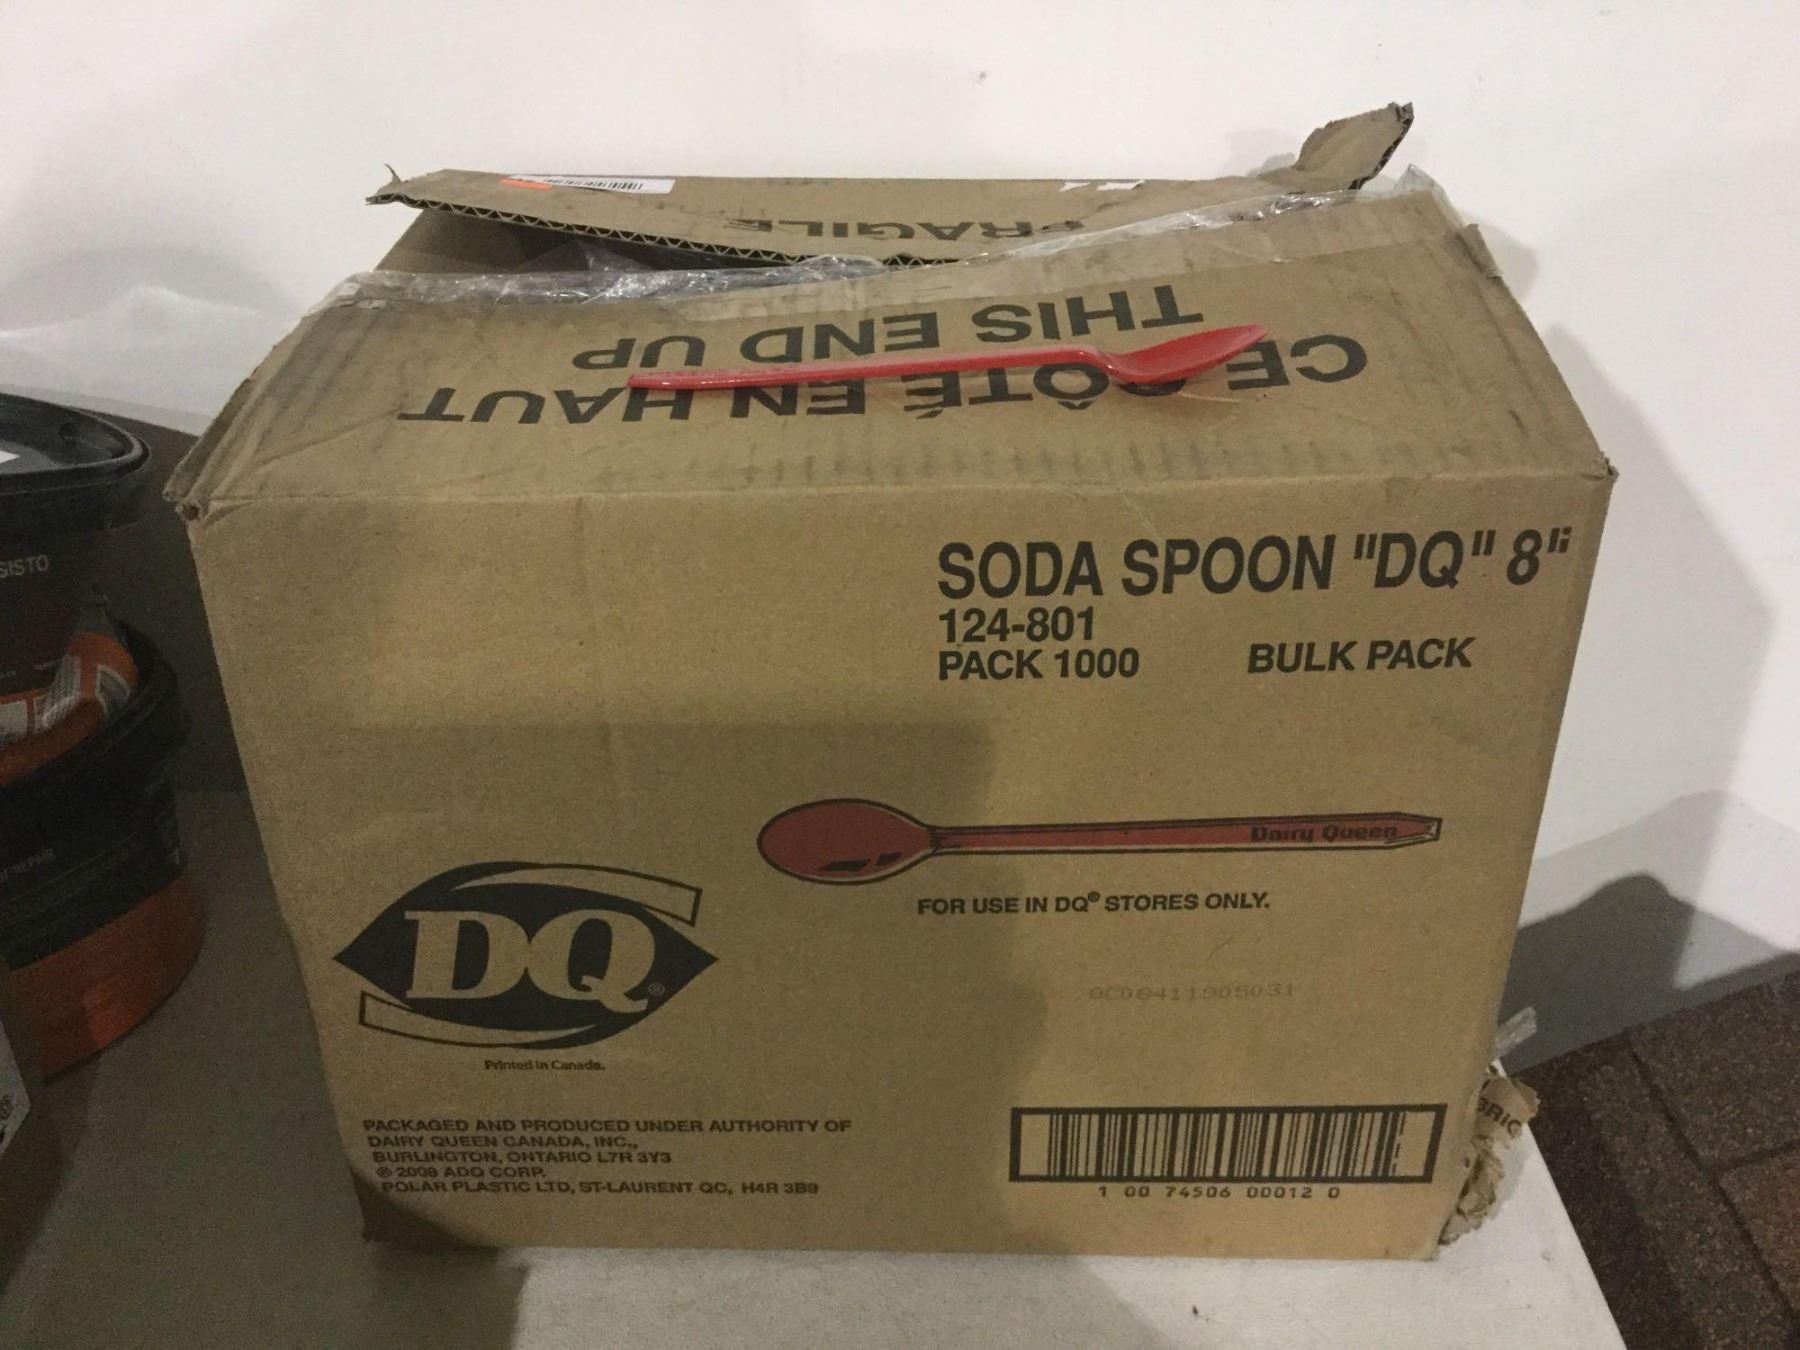 FRAGILE
THIS END UP
CE CÔTÉ EN HAUT
SODA SPOON "DQ" 8"
124-801
PACK 1000
BULK PACK
Dairy Queen
FOR USE IN DQ® STORES ONLY.
DQ®
Printed in Canada.
PACKAGED AND PRODUCED UNDER AUTHORITY OF
DAIRY QUEEN CANADA, INC.,
BURLINGTON, ONTARIO L7R 3Y3
ADQ CORP.
POLAR PLASTIC LTD, ST-LAURENT QC, H4R 3B9
1 00 74506 00012 0
SISTO
REPAIR